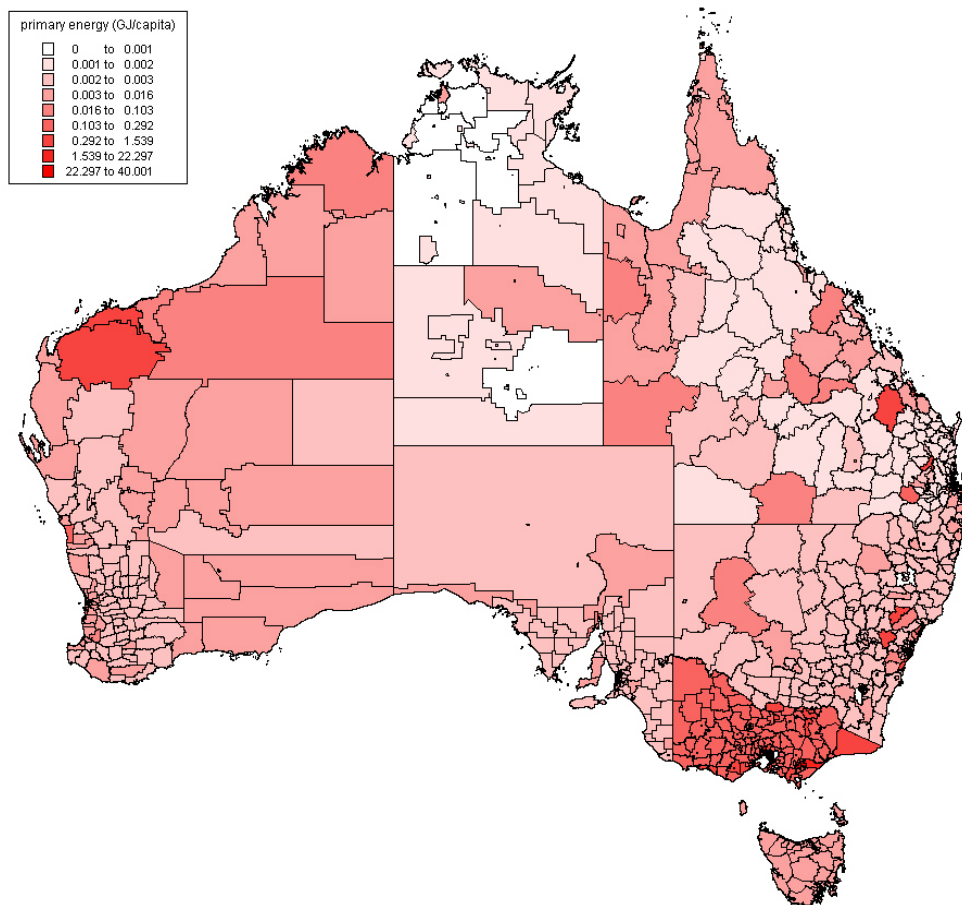 primary energy (GJ/capita)
0 to 0.001
0.001 to 0.002
0.002 to 0.003
0.003 to 0.016
0.016 to 0.103
0.103 to 0.292
0.292 to 1.539
1.539 to 22.297
22.297 to 40.001